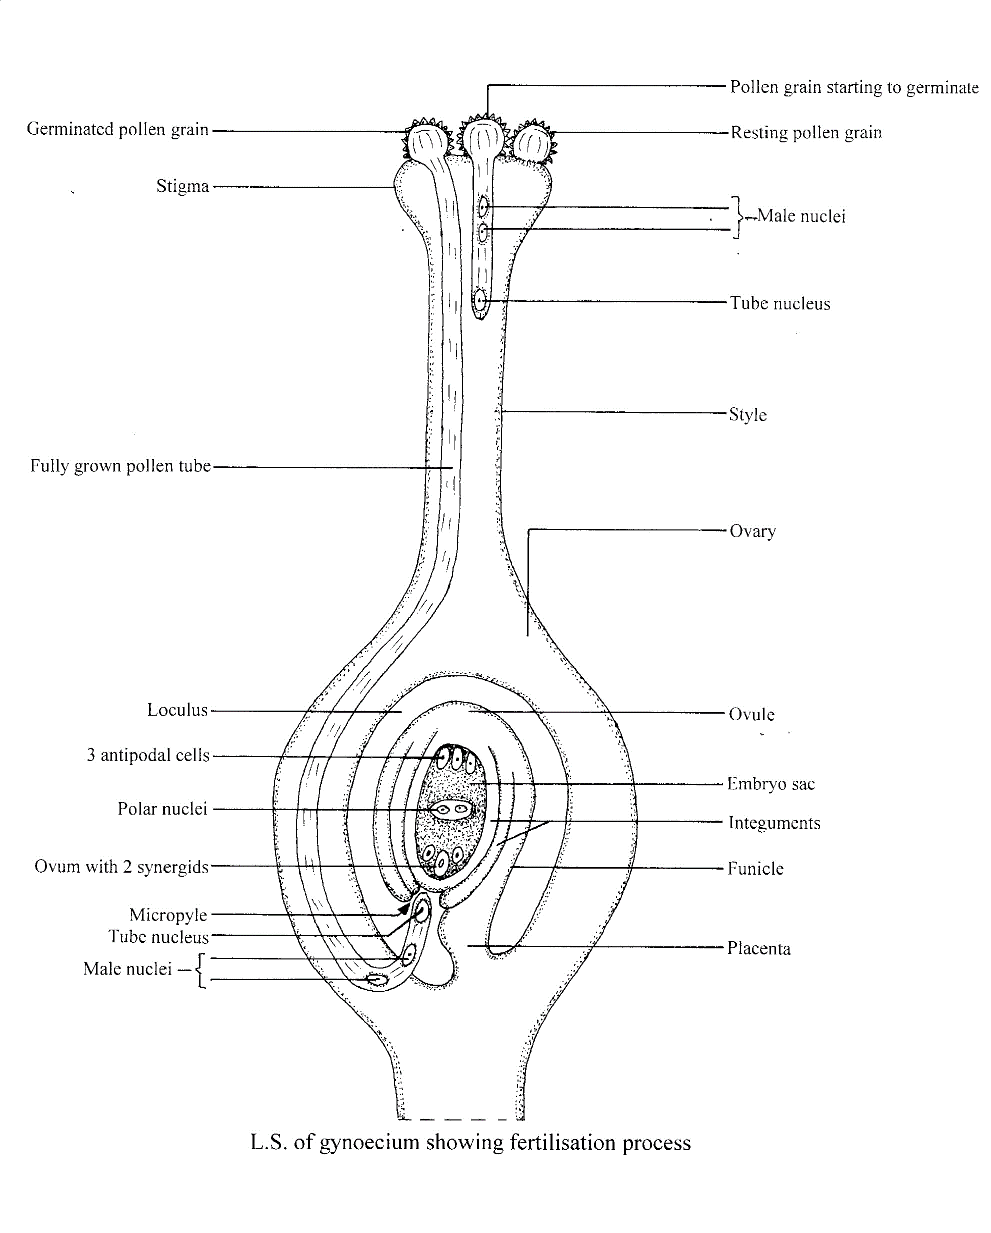 Pollen grain starting to germinate
Germinated pollen grain
Resting pollen grain
Stigma
Male nuclei
Tube nucleus
Style
Fully grown pollen tube
Ovary
Loculus
Ovule
3 antipodal cells
Embryo sac
Polar nuclei
Integuments
Ovum with 2 synergids
Funicle
Micropyle
Tube nucleus
Placenta
Male nuclei
L.S. of gynoecium showing fertilisation process